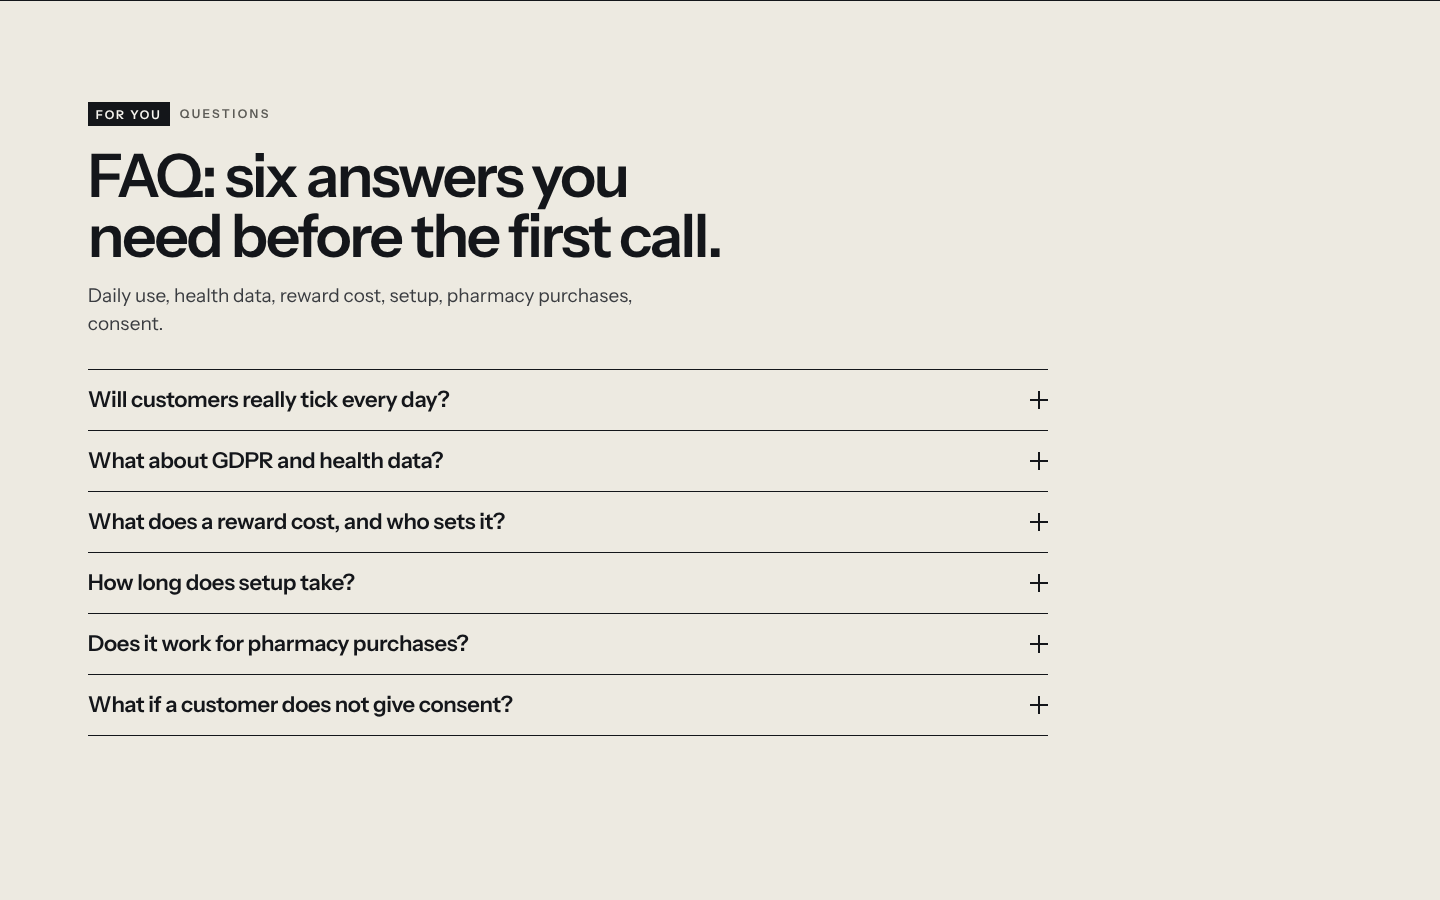 FOR YOU QUESTIONS
FAQ: six answers you
need before the first call.
Daily use, health data, reward cost, setup, pharmacy purchases,
consent.
Will customers really tick every day?
What about GDPR and health data?
What does a reward cost, and who sets it?
How long does setup take?
Does it work for pharmacy purchases?
What if a customer does not give consent?